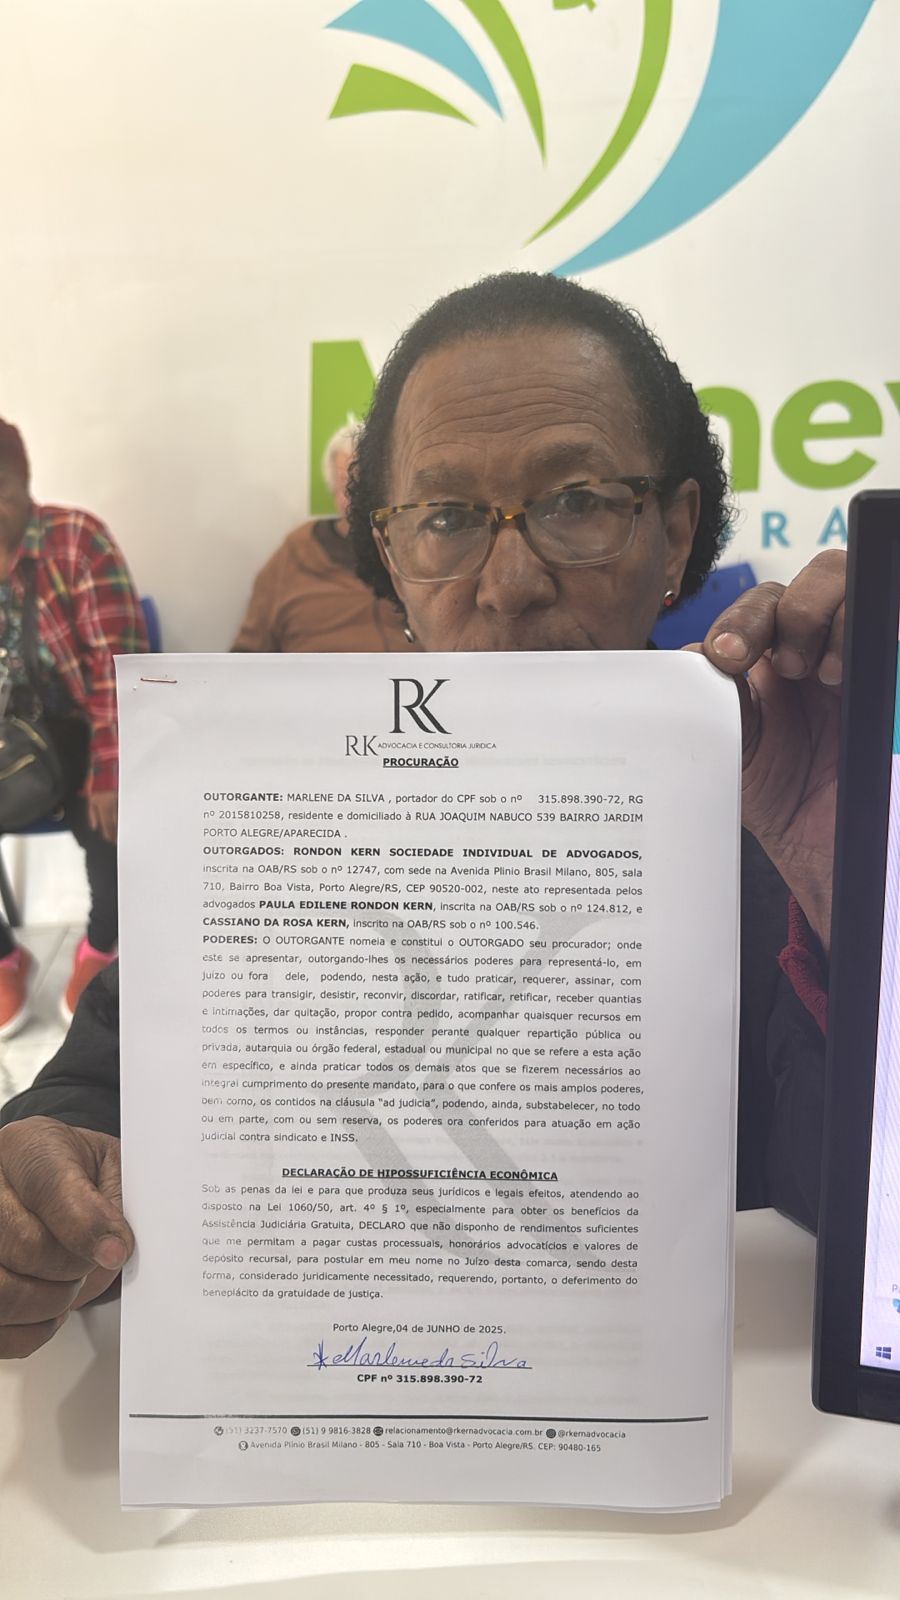 Money
RA
RK
RK ADVOCACIA E CONSULTORIA JURIDICA
PROCURAÇÃO
OUTORGANTE: MARLENE DA SILVA , portador do CPF sob o nº 315.898.390-72, RG
nº 2015810258, residente e domiciliado à RUA JOAQUIM NABUCO 539 BAIRRO JARDIM
PORTO ALEGRE/APARECIDA .
OUTORGADOS: RONDON KERN SOCIEDADE INDIVIDUAL DE ADVOGADOS,
inscrita na OAB/RS sob o nº 12747, com sede na Avenida Plinio Brasil Milano, 805, sala
710, Bairro Boa Vista, Porto Alegre/RS, CEP 90520-002, neste ato representada pelos
advogados PAULA EDILENE RONDON KERN, inscrita na OAB/RS sob o nº 124.812, e
CASSIANO DA ROSA KERN, inscrito na OAB/RS sob o nº 100.546.
PODERES: O OUTORGANTE nomeia e constitui o OUTORGADO seu procurador; onde
este se apresentar, outorgando-lhes os necessários poderes para representá-lo, em
juízo ou fora dele, podendo, nesta ação, e tudo praticar, requerer, assinar, com
poderes para transigir, desistir, reconvir, discordar, ratificar, retificar, receber quantias
e intimações, dar quitação, propor contra pedido, acompanhar quaisquer recursos em
todos os termos ou instâncias, responder perante qualquer repartição pública ou
privada, autarquia ou órgão federal, estadual ou municipal no que se refere a esta ação
em específico, e ainda praticar todos os demais atos que se fizerem necessários ao
integral cumprimento do presente mandato, para o que confere os mais amplos poderes,
bem como, os contidos na cláusula "ad judicia", podendo, ainda, substabelecer, no todo
ou em parte, com ou sem reserva, os poderes ora conferidos para atuação em ação
judicial contra sindicato e INSS.
DECLARAÇÃO DE HIPOSSUFICIÊNCIA ECONÔMICA
Sob as penas da lei e para que produza seus jurídicos e legais efeitos, atendendo ao
disposto na Lei 1060/50, art. 4º § 1º, especialmente para obter os benefícios da
Assistência Judiciária Gratuita, DECLARO que não disponho de rendimentos suficientes
que me permitam a pagar custas processuais, honorários advocatícios e valores de
depósito recursal, para postular em meu nome no Juízo desta comarca, sendo desta
forma, considerado juridicamente necessitado, requerendo, portanto, o deferimento do
beneplácito da gratuidade de justiça.
Porto Alegre,04 de JUNHO de 2025.
Marlene da Silva
CPF nº 315.898.390-72
(51) 3237-7570 (51) 9 9816-3828 relacionamento@rkernadvocacia.com.br @rkernadvocacia
Avenida Plínio Brasil Milano - 805 - Sala 710 - Boa Vista - Porto Alegre/RS. CEP: 90480-165